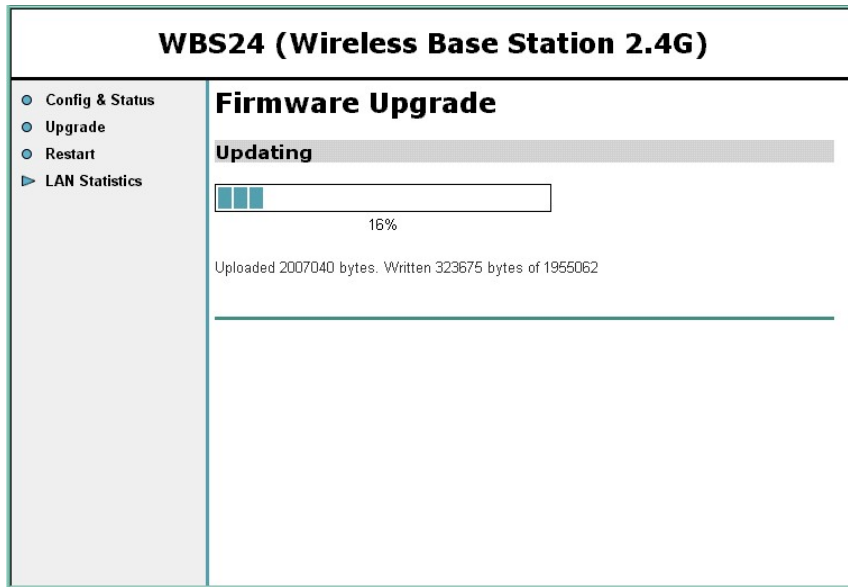 WBS24 (Wireless Base Station 2.4G)
Config & Status
Upgrade
Restart
LAN Statistics
Firmware Upgrade
Updating
16%
Uploaded 2007040 bytes. Written 323675 bytes of 1955062